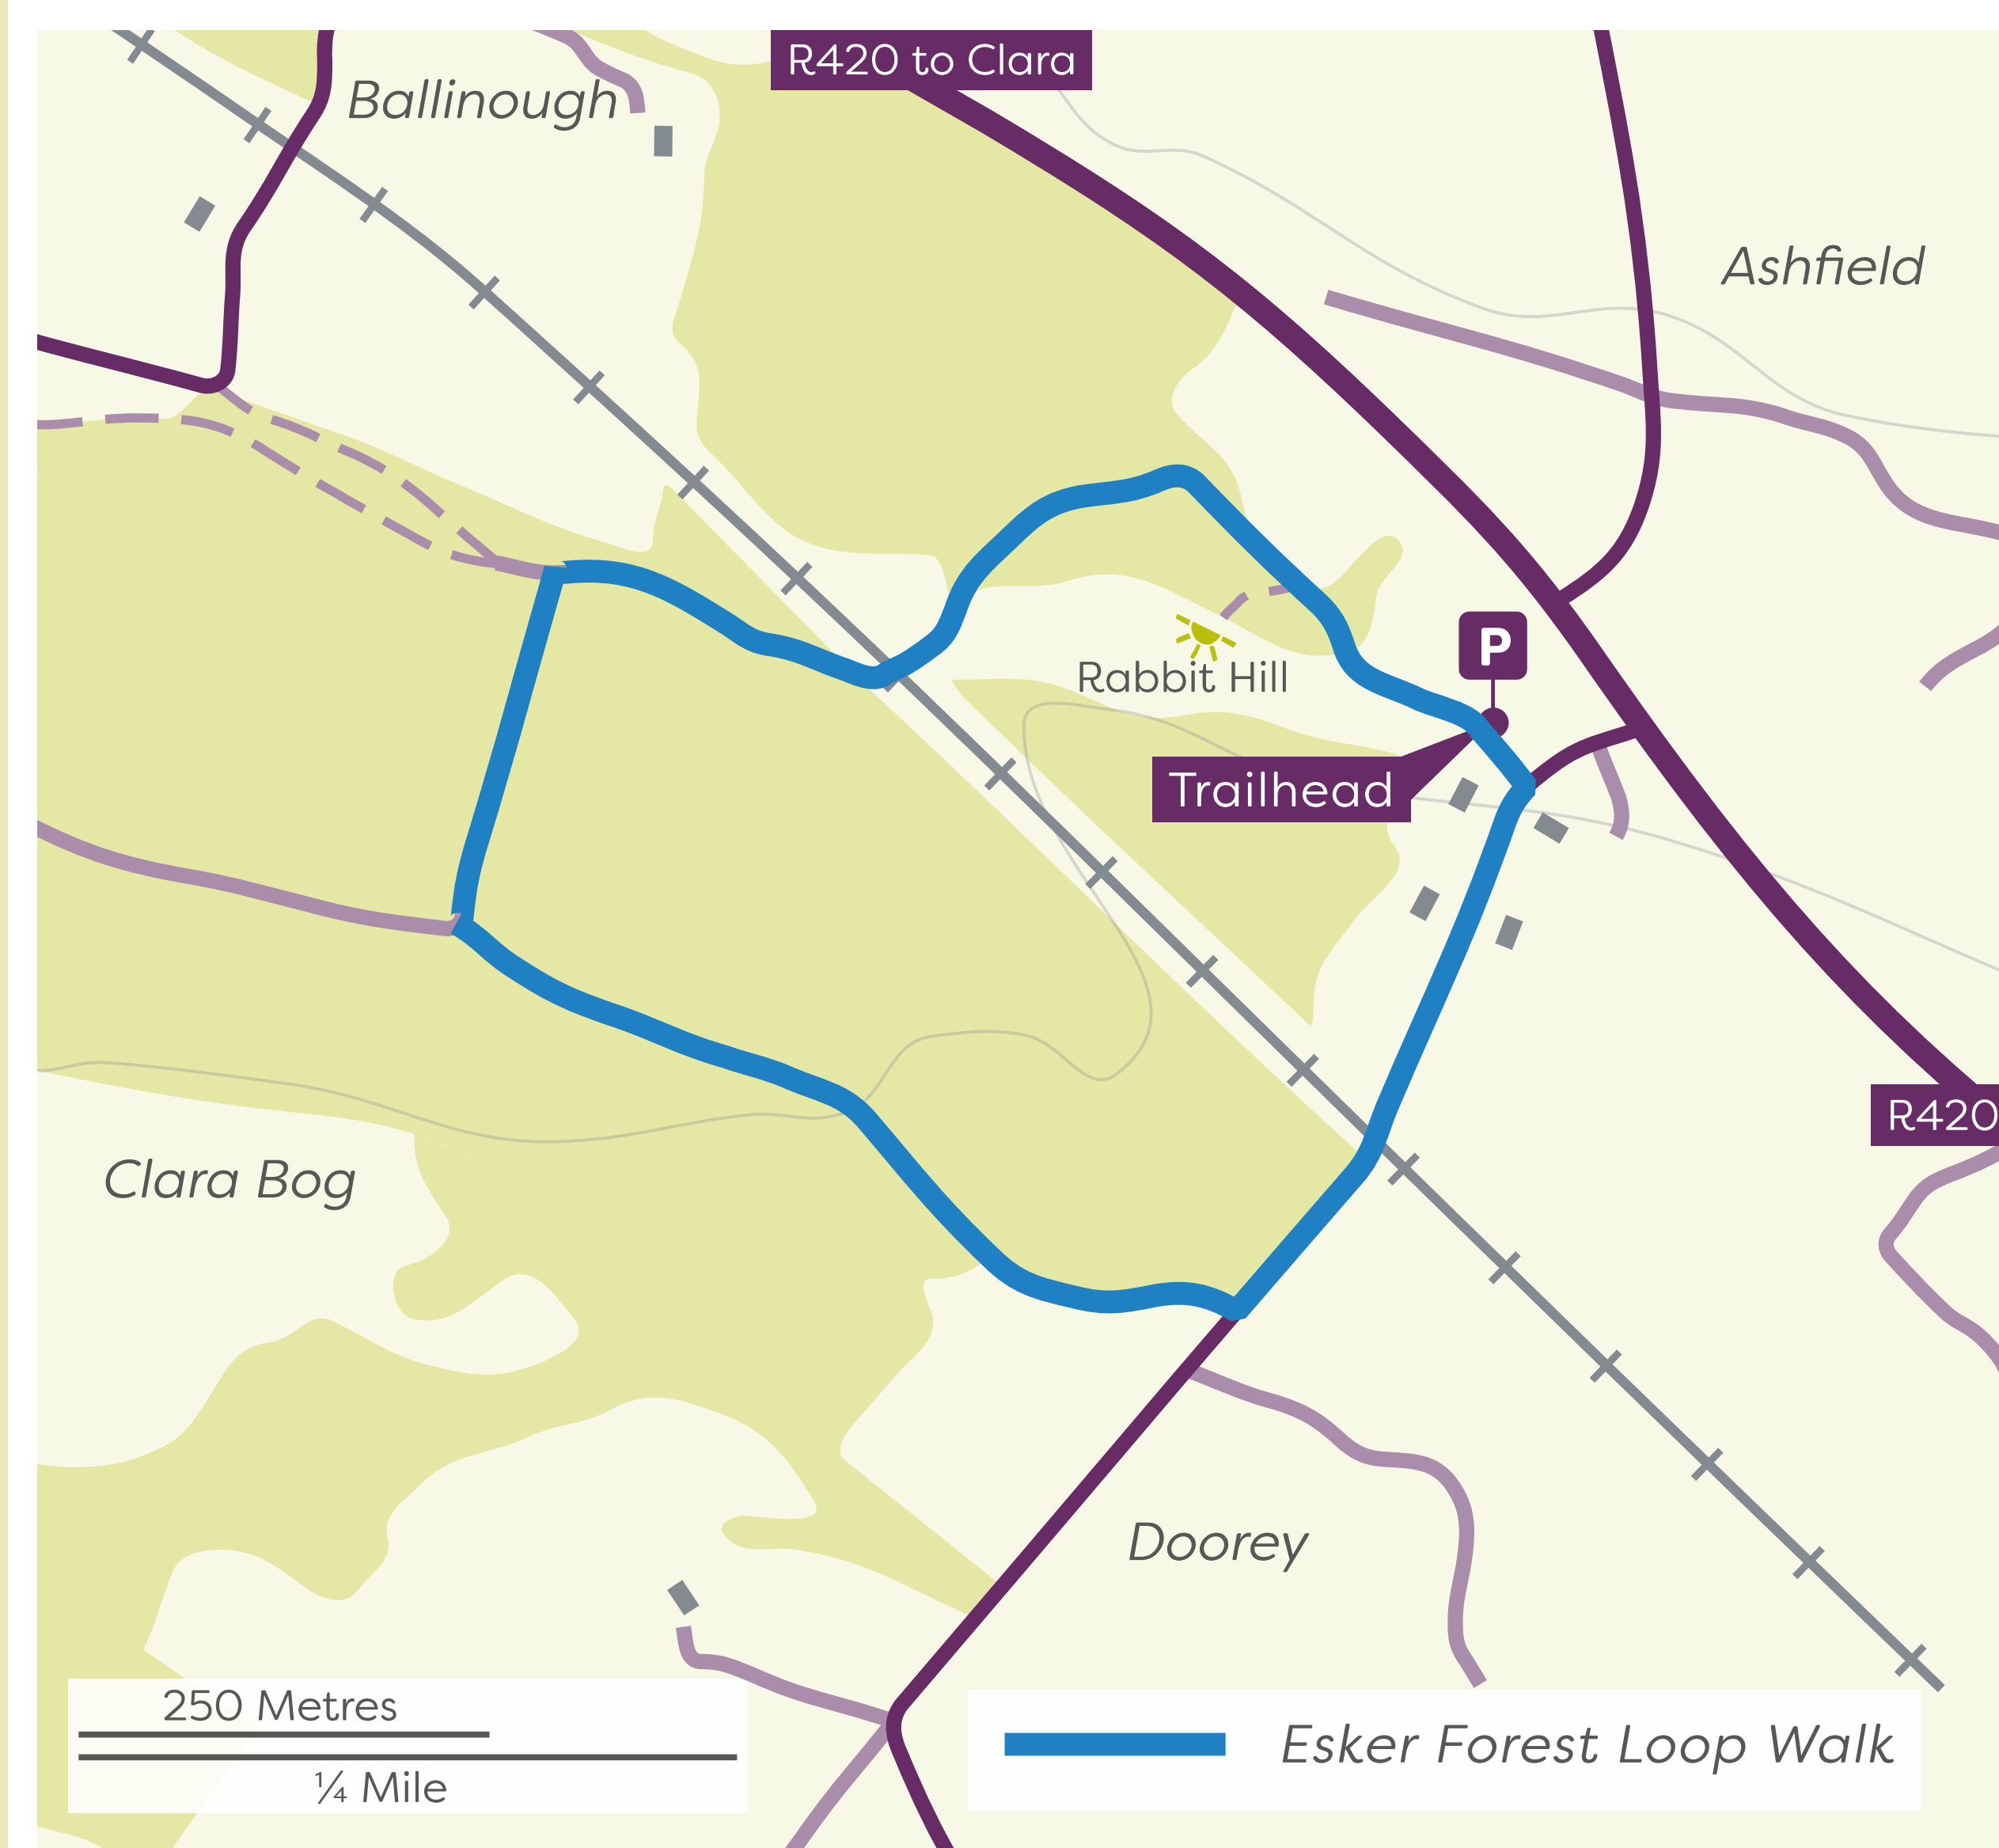 R420 to Clara
Ballinough
Ashfield
P
Rabbit Hill
Trailhead
R420
Clara Bog
Doorey
250 Metres
¼ Mile
Esker Forest Loop Walk